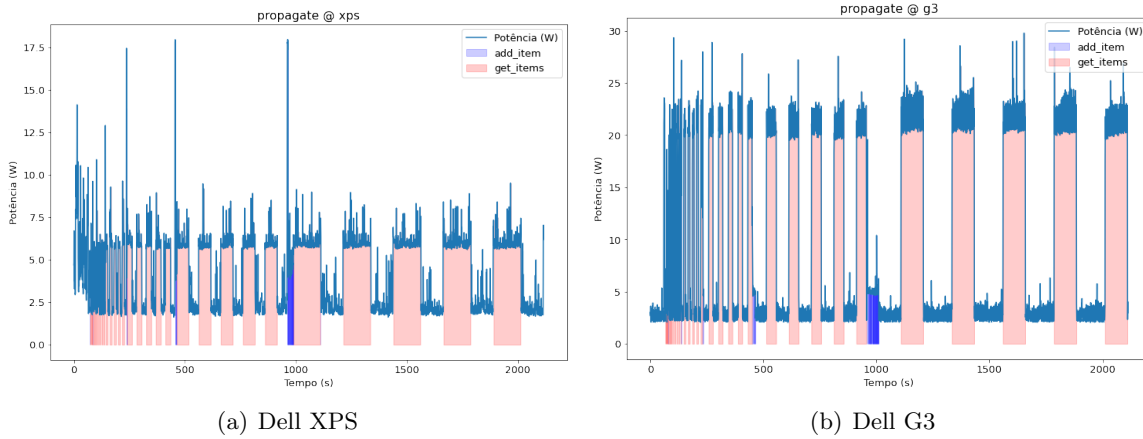 propagate @ xps
Potência (W)
17.5
15.0
12.5
10.0
7.5
5.0
2.5
0.0
Potência (W)
add_item
get_items
0
500
1000
1500
2000
Tempo (s)
(a) Dell XPS
propagate @ g3
Potência (W)
30
25
20
15
10
5
0
Potência (W)
add_item
get_items
0
500
1000
1500
2000
Tempo (s)
(b) Dell G3